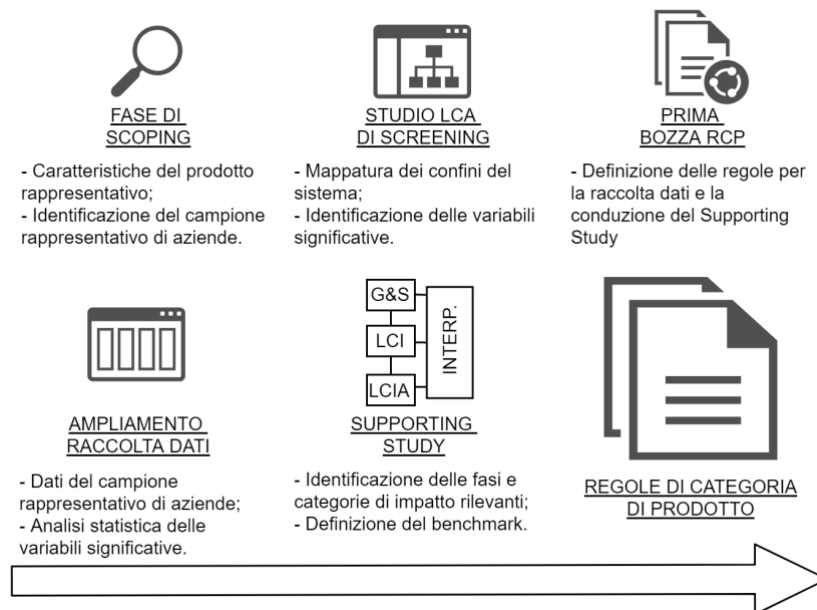 FASE DI
SCOPING
- Caratteristiche del prodotto
rappresentativo;
- Identificazione del campione
rappresentativo di aziende.
STUDIO LCA
DI SCREENING
- Mappatura dei confini del
sistema;
- Identificazione delle variabili
significative.
PRIMA
BOZZA RCP
- Definizione delle regole per
la raccolta dati e la
conduzione del Supporting
Study
AMPLIAMENTO
RACCOLTA DATI
- Dati del campione
rappresentativo di aziende;
- Analisi statistica delle
variabili significative.
G&S
LCI
LCIA
INTERP.
SUPPORTING
STUDY
- Identificazione delle fasi e
categorie di impatto rilevanti;
- Definizione del benchmark.
REGOLE DI CATEGORIA
DI PRODOTTO